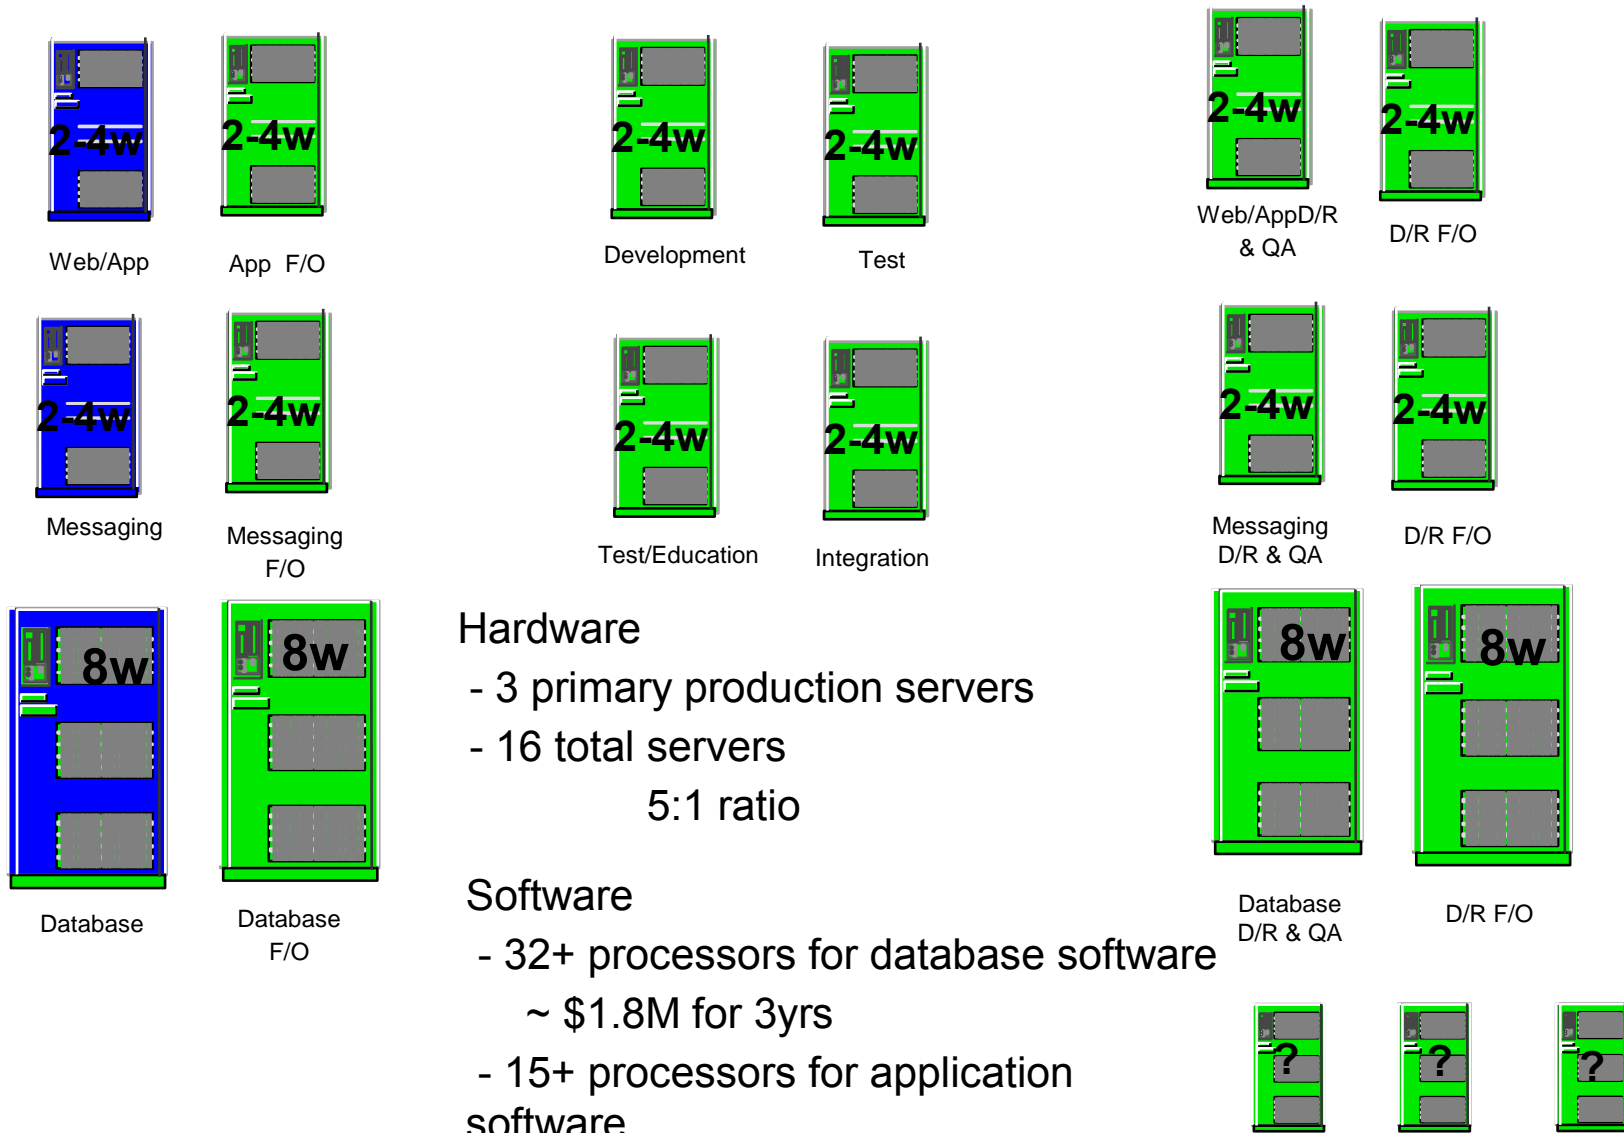 2-4w
2-4w
2-4w
2-4w
2-4w
2-4w
Web/App
App F/O
Development
Test
Web/AppD/R
& QA
D/R F/O
2-4w
2-4w
2-4w
2-4w
2-4w
2-4w
Messaging
Messaging
F/O
Test/Education
Integration
Messaging
D/R & QA
D/R F/O
8w
8w
8w
8w
Database
Database
F/O
Database
D/R & QA
D/R F/O
Hardware
- 3 primary production servers
- 16 total servers
5:1 ratio
Software
- 32+ processors for database software
~ $1.8M for 3yrs
- 15+ processors for application
software
?
?
?